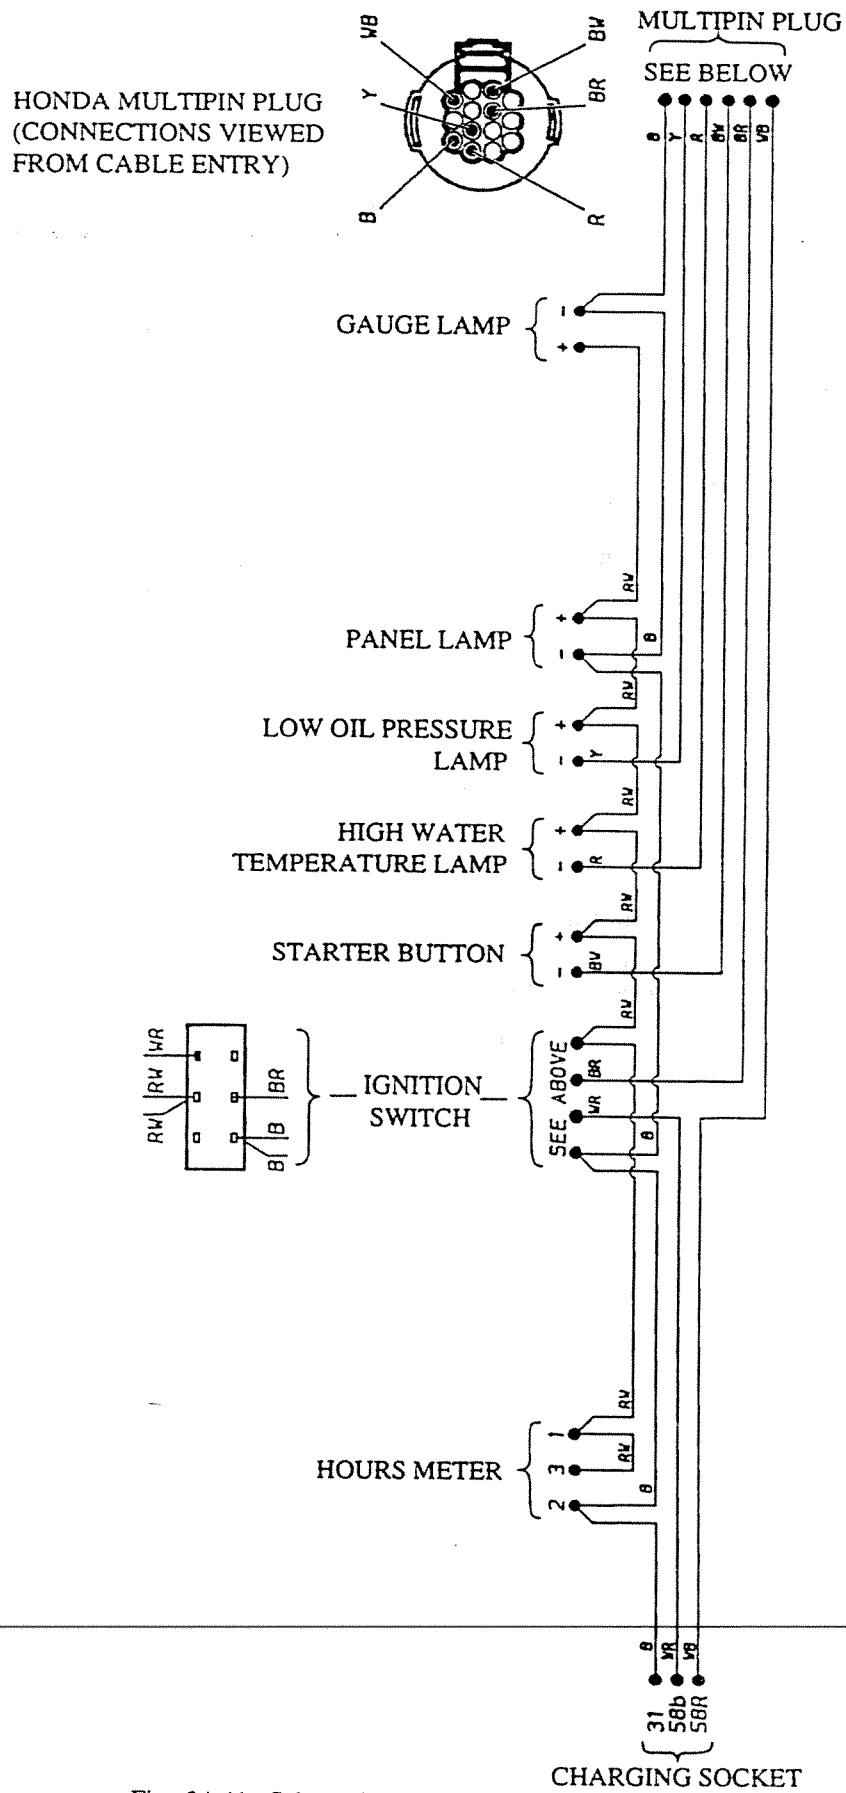 MULTIPIN PLUG
SEE BELOW
HONDA MULTIPIN PLUG
(CONNECTIONS VIEWED
FROM CABLE ENTRY)
WB
Y
B
BW
BR
R
B
Y
R
BW
BR
WB
GAUGE LAMP
-
+
RW
PANEL LAMP
+
-
B
RW
LOW OIL PRESSURE
LAMP
+
-
Y
RW
HIGH WATER
TEMPERATURE LAMP
+
-
R
RW
STARTER BUTTON
+
-
BW
RW
IGNITION
SWITCH
WR
RW
RW
BR
B
B
SEE ABOVE
BR
WR
B
RW
HOURS METER
1
3
2
RW
B
B
WR
WB
31
58b
58R
CHARGING SOCKET